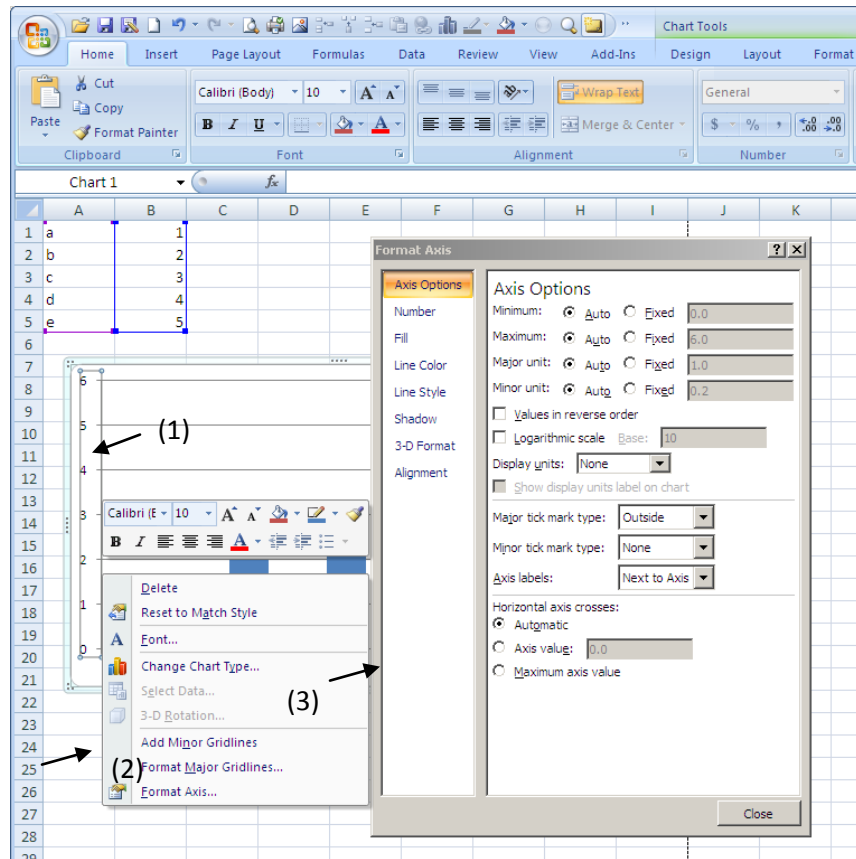 Chart Tools
Home Insert Page Layout Formulas Data Review View Add-Ins Design Layout Format
Paste
Cut
Copy
Format Painter
Clipboard
Calibri (Body) 10 A A
B I U A
Font
Wrap Text
Merge & Center
Alignment
General
$ % , .0 .00 .00 .0
Number
Chart 1 fx
A B C D E F G H I J K
1 a 1
2 b 2
3 c 3
4 d 4
5 e 5
6
7
8
9
10
11
12
13
14
15
16
17
18
19
20
21
22
23
24
25
26
27
28
29
6
5
4
3
2
1
0
(1)
Calibri (E 10 A A
B I A
Delete
Reset to Match Style
A Font...
Change Chart Type...
Select Data...
3-D Rotation...
Add Minor Gridlines
Format Major Gridlines...
Format Axis...
(2)
(3)
Format Axis ? X
Axis Options
Number
Fill
Line Color
Line Style
Shadow
3-D Format
Alignment
Axis Options
Minimum: Auto Fixed 0.0
Maximum: Auto Fixed 6.0
Major unit: Auto Fixed 1.0
Minor unit: Auto Fixed 0.2
Values in reverse order
Logarithmic scale Base: 10
Display units: None
Show display units label on chart
Major tick mark type: Outside
Minor tick mark type: None
Axis labels: Next to Axis
Horizontal axis crosses:
Automatic
Axis value: 0.0
Maximum axis value
Close